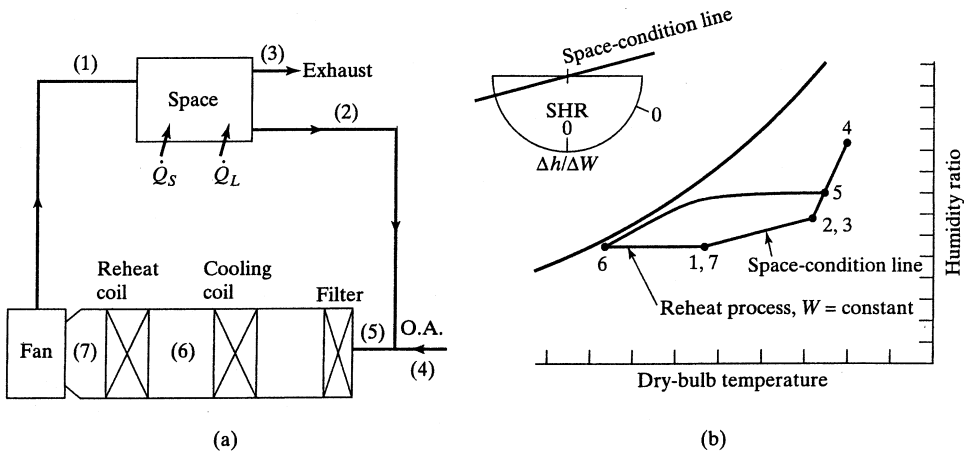 (1)
(3)
Exhaust
Space
(2)
Q̇S
Q̇L
Reheat
coil
Cooling
coil
Filter
Fan
(7)
(6)
(5)
O.A.
(4)
(a)
Space-condition line
SHR
0
0
Δh/ΔW
4
5
2, 3
6
1, 7
Space-condition line
Reheat process, W = constant
Humidity ratio
Dry-bulb temperature
(b)